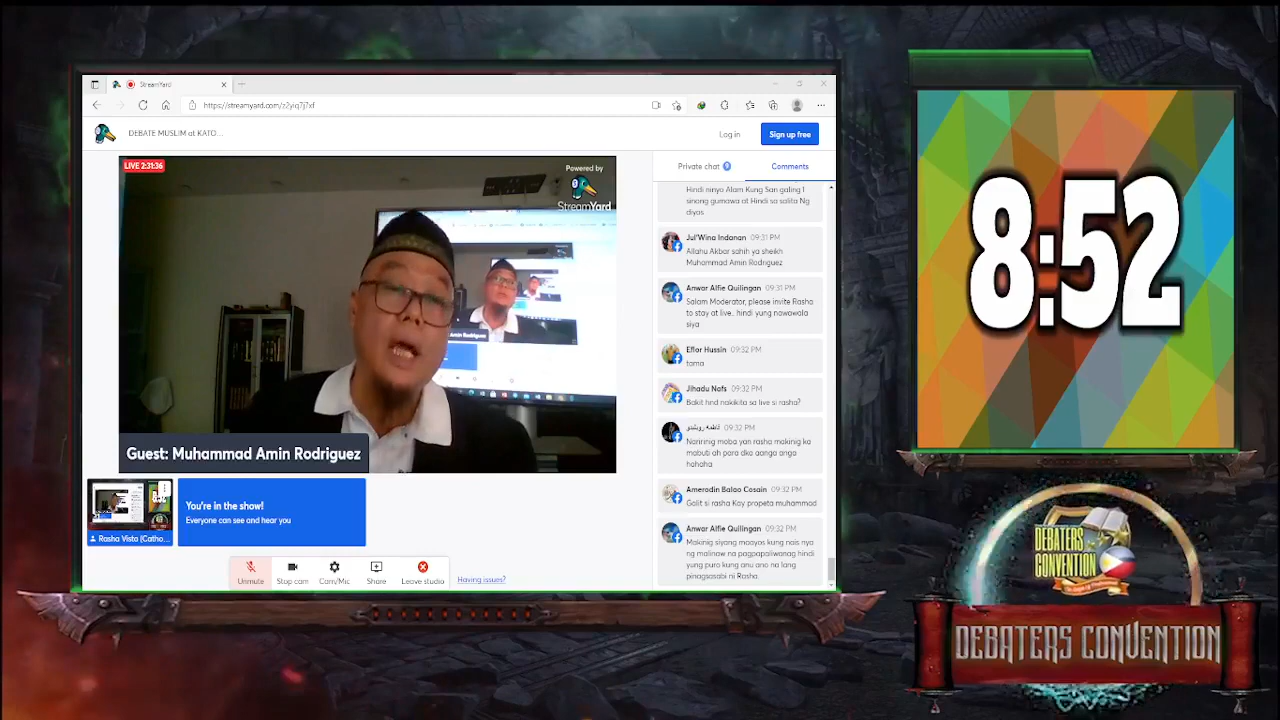 StreamYard
https://streamyard.com/z2yiq7j7xf
DEBATE MUSLIM at KATO...
Log in
Sign up free
LIVE 2:31:36
Powered by
StreamYard
Guest: Muhammad Amin Rodriguez
Rasha Visto (Catho...
You're in the show!
Everyone can see and hear you
Unmute
Stop cam
Cam/Mic
Share
Leave studio
Having issues?
Private chat
Comments
Hindi ninyo Alam Kung San galing 1
sinong gumawa at Hindi sa salita Ng
diyos
Jul'Wina Indanan 09:31 PM
Allahu Akbar sahih ya sheikh
Muhammad Amin Rodriguez
Anwar Alfie Quilingan 09:31 PM
Salam Moderator, please invite Rasha
to stay at live.. hindi yung nawawala
siya
Eflor Hussin 09:32 PM
tama
Jihadu Nafs 09:32 PM
Bakit hnd nakikita sa live si rasha?
09:32 PM
Naririnig moba yan rasha makinig ka
mabuti ah para dka aanga anga
hahaha
Amerodin Balao Cosain 09:32 PM
Galit si rasha Kay propeta muhammad
Anwar Alfie Quilingan 09:32 PM
Makinig siyang maayos kung nais nya
ng malinaw na pagpapaliwanag hindi
yung puro kung anu ano na lang
pinagsasabi ni Rasha.
8:52
DEBATERS
CONVENTION
DEBATERS CONVENTION